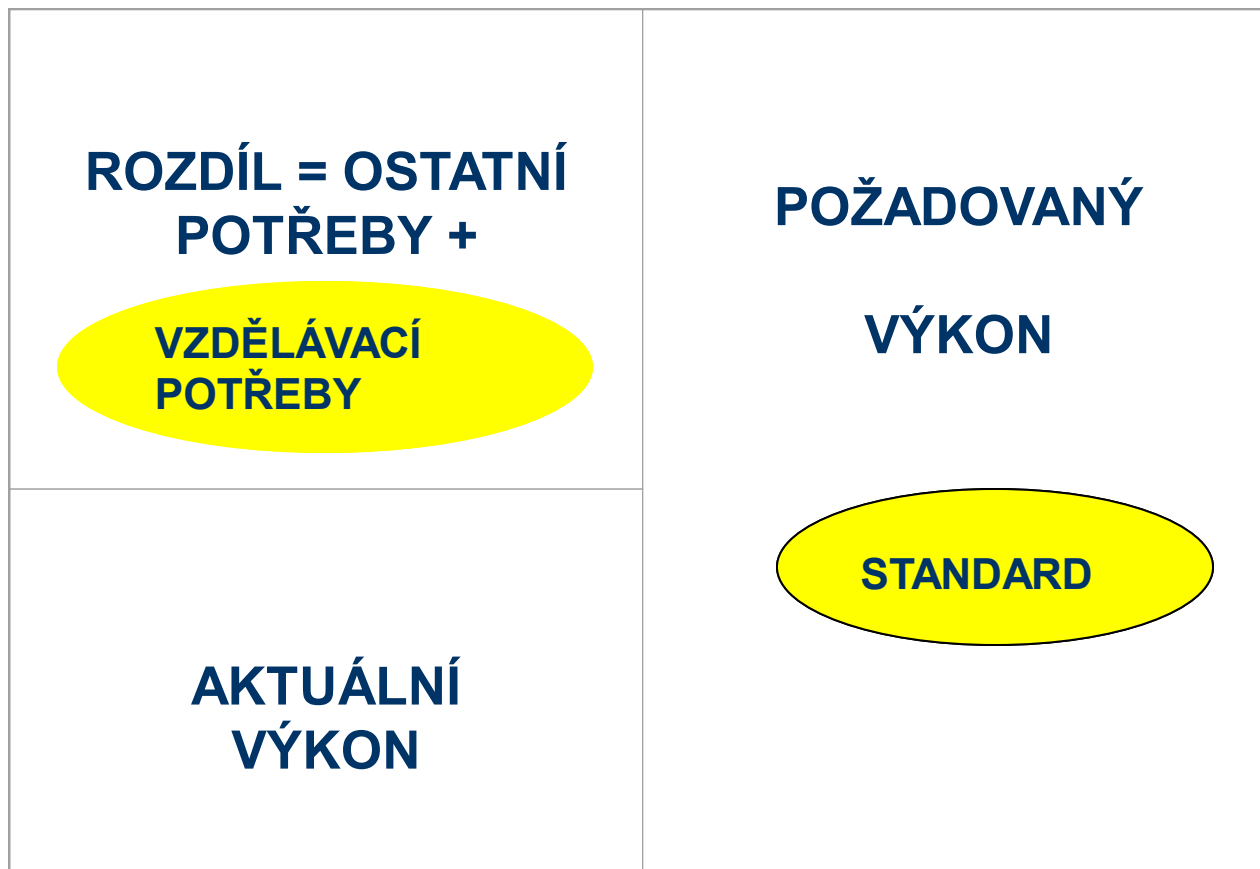 ROZDÍL = OSTATNÍ
POTŘEBY +
VZDĚLÁVACÍ
POTŘEBY
AKTUÁLNÍ
VÝKON
POŽADOVANÝ
VÝKON
STANDARD